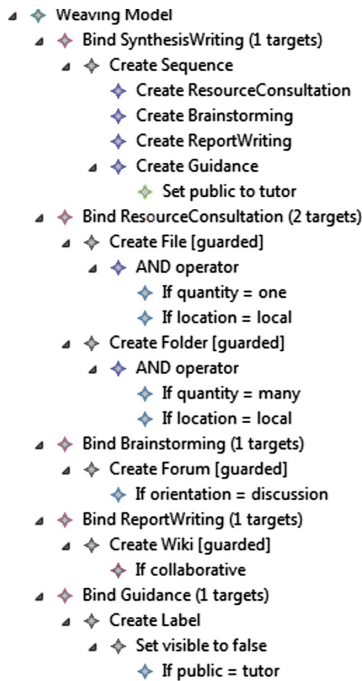 Weaving Model
Bind SynthesisWriting (1 targets)
Create Sequence
Create ResourceConsultation
Create Brainstorming
Create ReportWriting
Create Guidance
Set public to tutor
Bind ResourceConsultation (2 targets)
Create File [guarded]
AND operator
If quantity = one
If location = local
Create Folder [guarded]
AND operator
If quantity = many
If location = local
Bind Brainstorming (1 targets)
Create Forum [guarded]
If orientation = discussion
Bind ReportWriting (1 targets)
Create Wiki [guarded]
If collaborative
Bind Guidance (1 targets)
Create Label
Set visible to false
If public = tutor